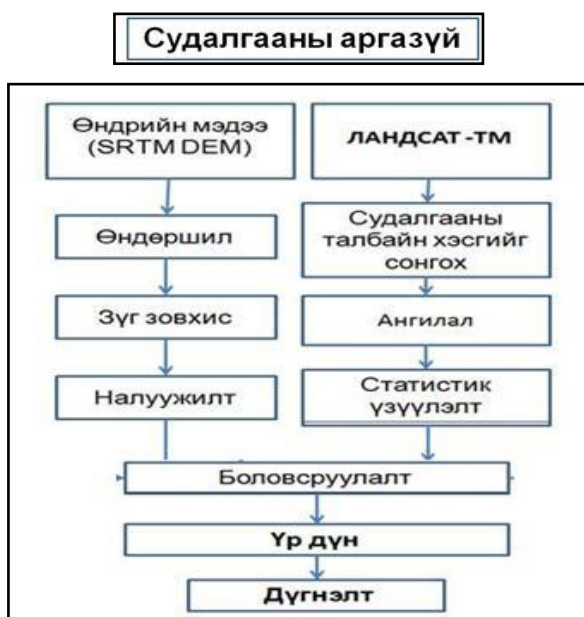 Судалгааны аргазүй
Өндрийн мэдээ
(SRTM DEM)
Өндөршил
Зүг зовхис
Налуужилт
ЛАНДСАТ -ТМ
Судалгааны
талбайн хэсгийг
сонгох
Ангилал
Статистик
үзүүлэлт
Боловсруулалт
Үр дүн
Дүгнэлт